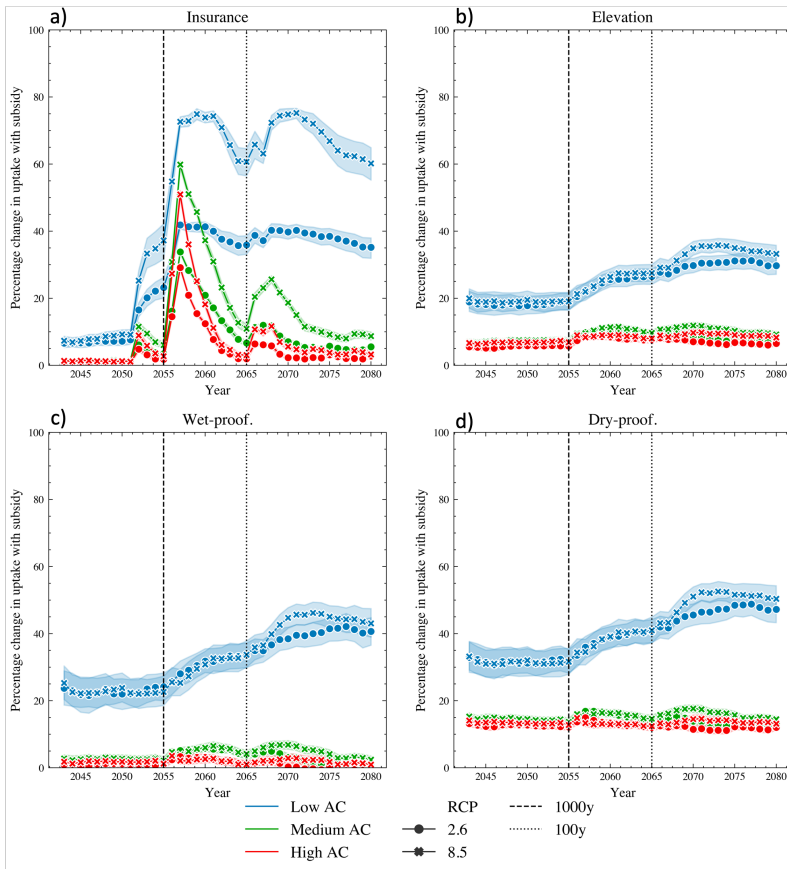 a)
Insurance
Percentage change in uptake with subsidy
100
80
60
40
20
0
2045 2050 2055 2060 2065 2070 2075 2080
Year
b)
Elevation
Percentage change in uptake with subsidy
100
80
60
40
20
0
2045 2050 2055 2060 2065 2070 2075 2080
Year
c)
Wet-proof.
Percentage change in uptake with subsidy
100
80
60
40
20
0
2045 2050 2055 2060 2065 2070 2075 2080
Year
d)
Dry-proof.
Percentage change in uptake with subsidy
100
80
60
40
20
0
2045 2050 2055 2060 2065 2070 2075 2080
Year
Low AC RCP 1000y
Medium AC 2.6 100y
High AC 8.5